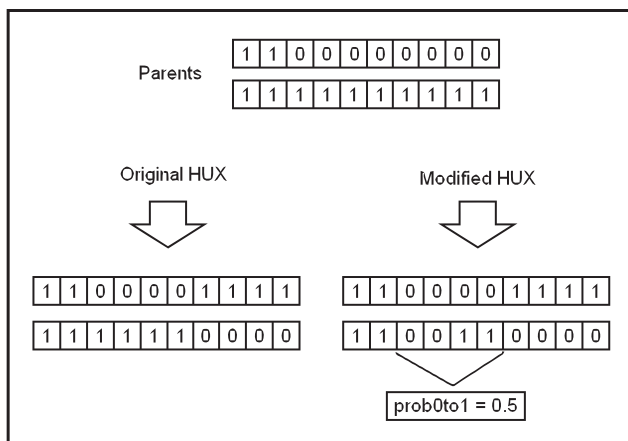 1 1 0 0 0 0 0 0 0 0
Parents
1 1 1 1 1 1 1 1 1 1
Original HUX
Modified HUX
1 1 0 0 0 0 1 1 1 1
1 1 0 0 0 0 1 1 1 1
1 1 1 1 1 1 0 0 0 0
1 1 0 0 1 1 0 0 0 0
prob0to1 = 0.5